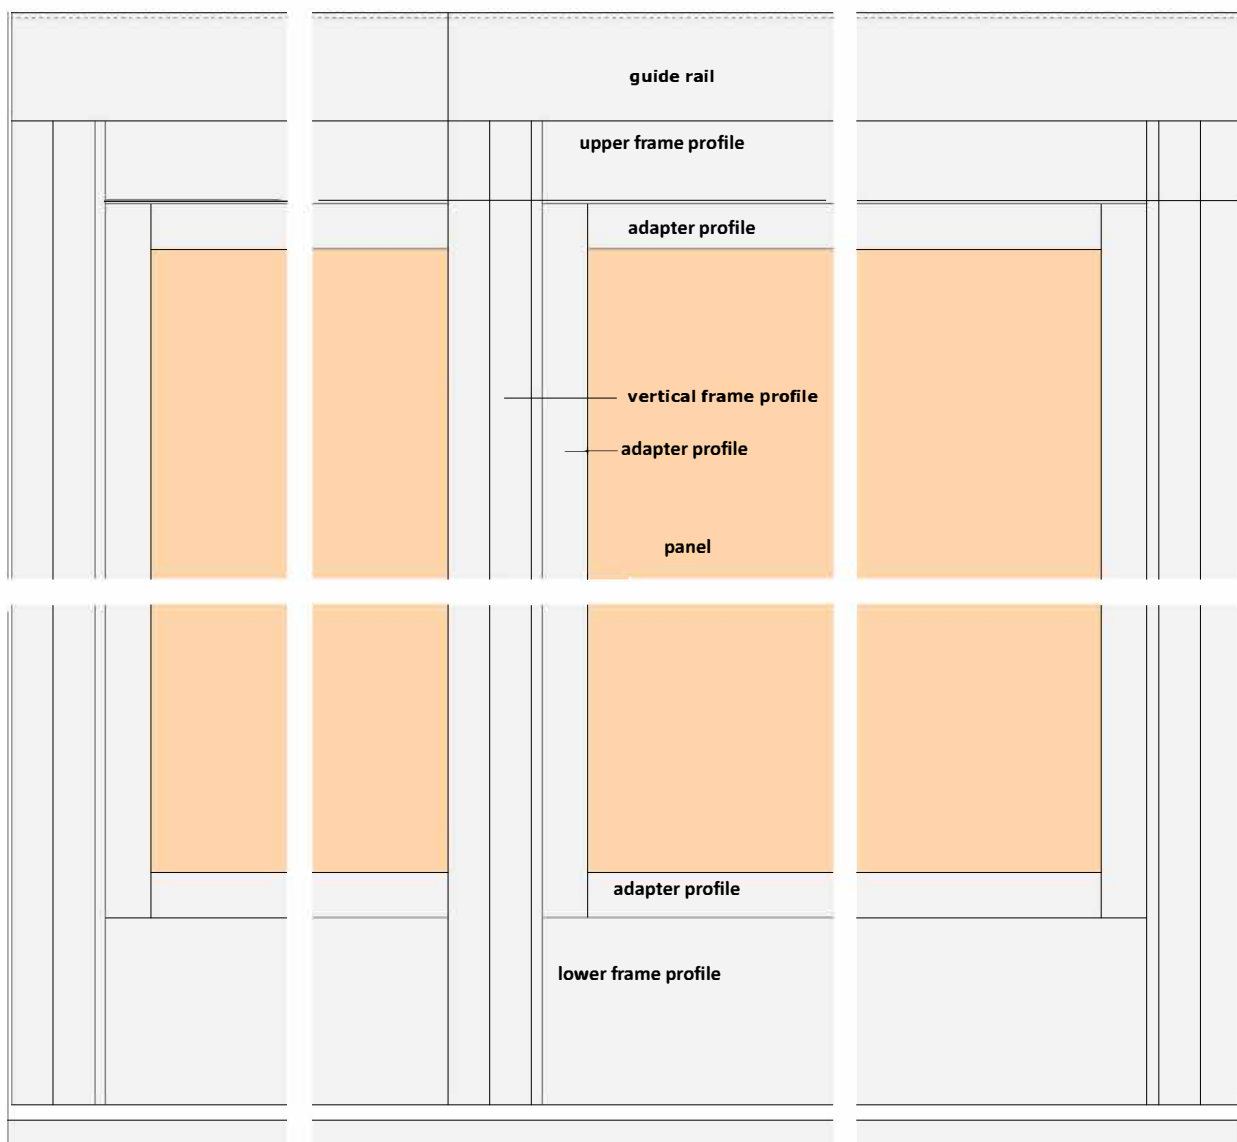 guide rail
upper frame profile
adapter profile
vertical frame profile
adapter profile
panel
adapter profile
lower frame profile